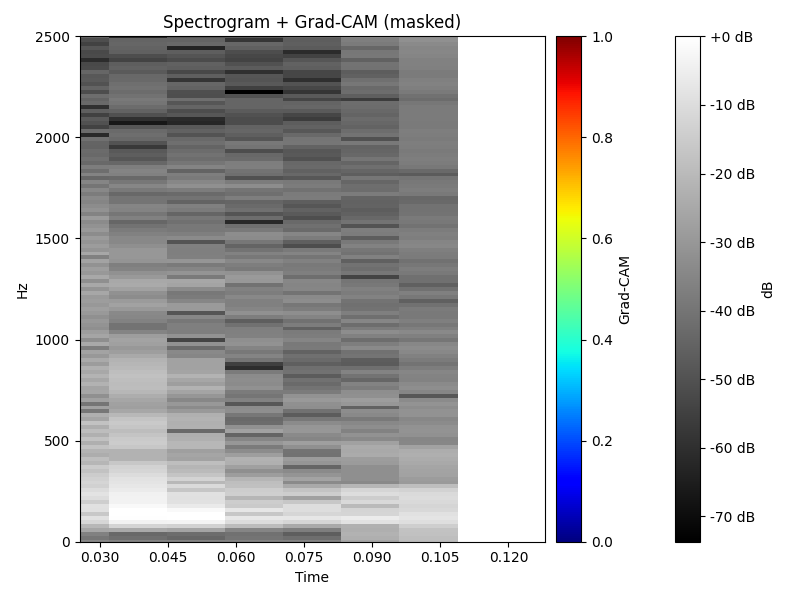 Spectrogram + Grad-CAM (masked)
Hz
2500
2000
1500
1000
500
0
0.030 0.045 0.060 0.075 0.090 0.105 0.120
Time
1.0
0.8
0.6
0.4
0.2
0.0
Grad-CAM
+0 dB
-10 dB
-20 dB
-30 dB
-40 dB
-50 dB
-60 dB
-70 dB
dB